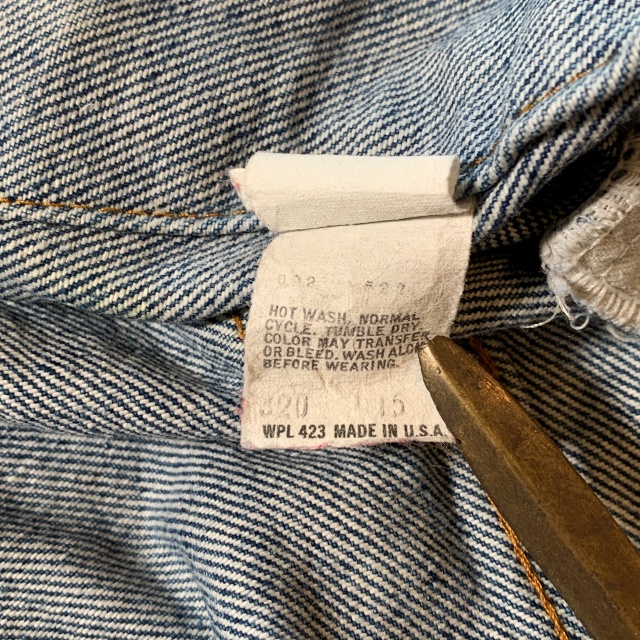 HOT WASH, NORMAL
CYCLE. TUMBLE DRY.
COLOR MAY TRANSFER
OR BLEED. WASH ALONE
BEFORE WEARING.
15
WPL 423 MADE IN U.S.A.